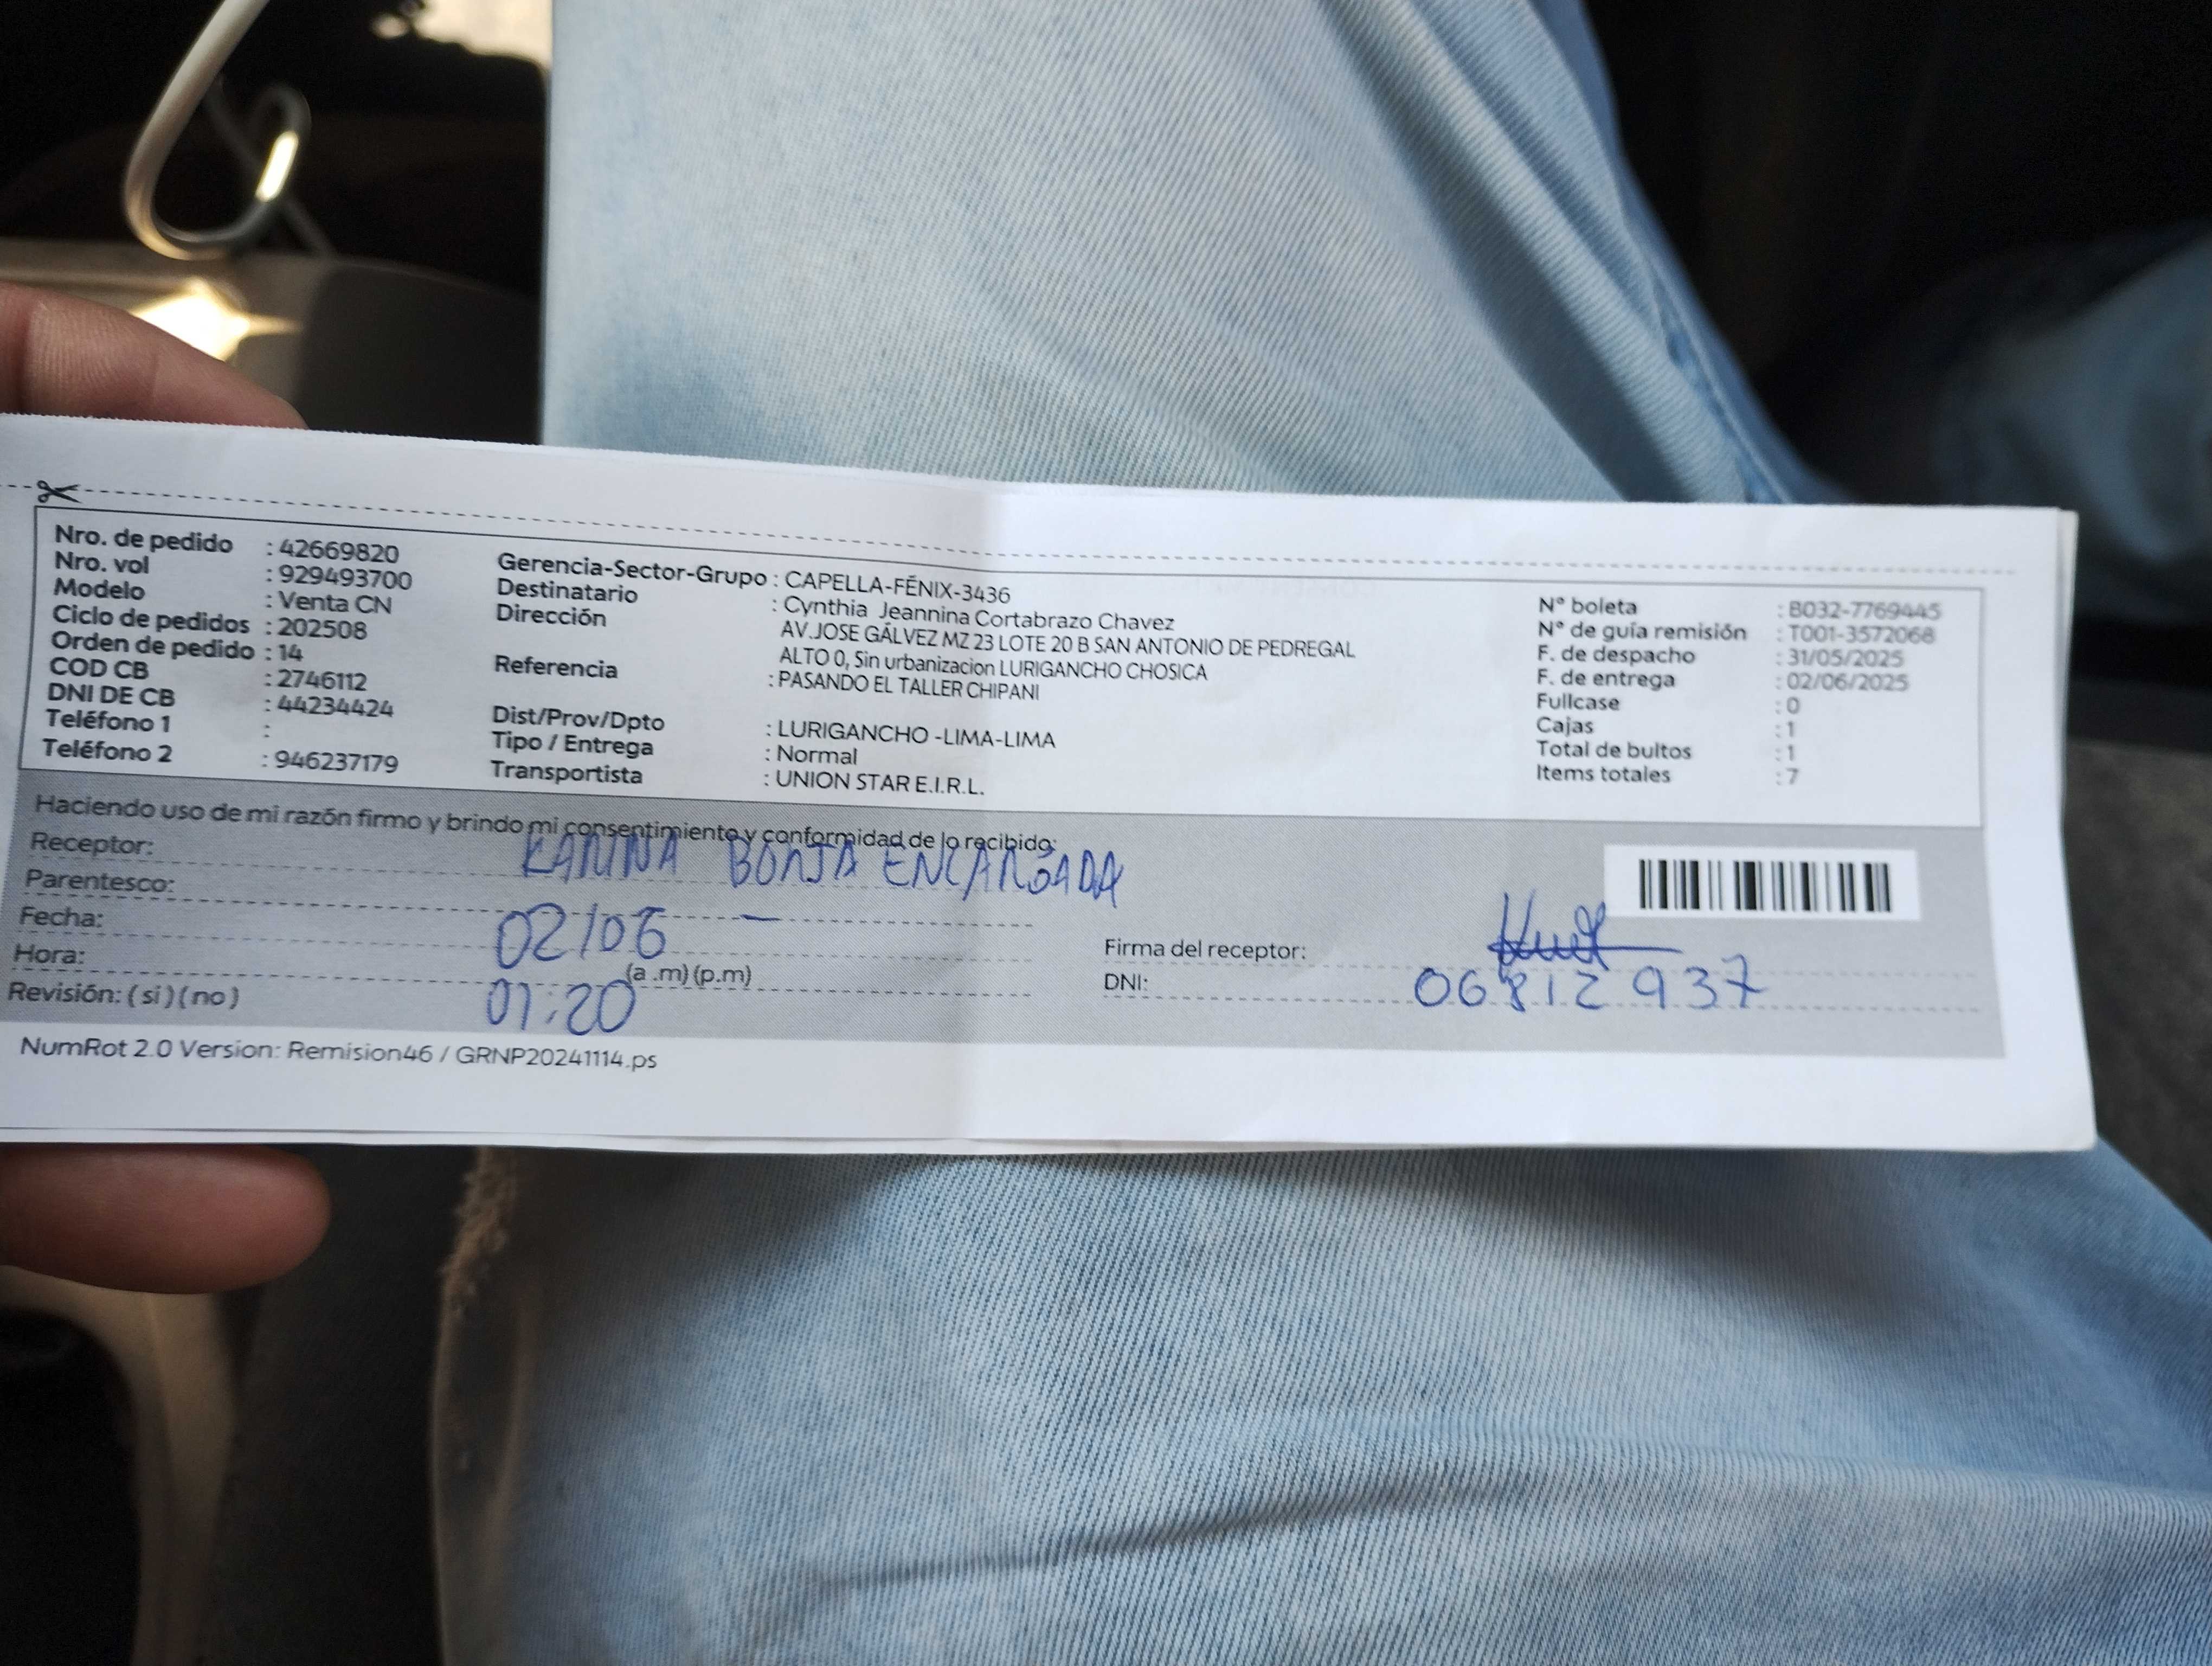 Nro. de pedido : 42669820
Nro. vol : 929493700
Modelo : Venta CN
Ciclo de pedidos : 202508
Orden de pedido : 14
COD CB : 2746112
DNI DE CB : 44234424
Teléfono 1 :
Teléfono 2 : 946237179
Gerencia-Sector-Grupo : CAPELLA-FÉNIX-3436
Destinatario : Cynthia Jeannina Cortabrazo Chavez
Dirección AV.JOSE GÁLVEZ MZ 23 LOTE 20 B SAN ANTONIO DE PEDREGAL
ALTO 0, Sin urbanizacion LURIGANCHO CHOSICA
Referencia : PASANDO EL TALLER CHIPANI
Dist/Prov/Dpto : LURIGANCHO -LIMA-LIMA
Tipo / Entrega : Normal
Transportista : UNION STAR E.I.R.L.
N° boleta : B032-7769445
N° de guía remisión : T001-3572068
F. de despacho : 31/05/2025
F. de entrega : 02/06/2025
Fullcase : 0
Cajas : 1
Total de bultos : 1
Items totales : 7
Haciendo uso de mi razón firmo y brindo mi consentimiento y conformidad de lo recibido:
Receptor: KARINA BORJA ENCARGADA
Parentesco: –
Fecha: 02/06
Hora: (a .m) (p.m)
01:20
Revisión: ( si ) ( no )
Firma del receptor:
DNI: 06812937
NumRot 2.0 Version: Remision46 / GRNP20241114.ps